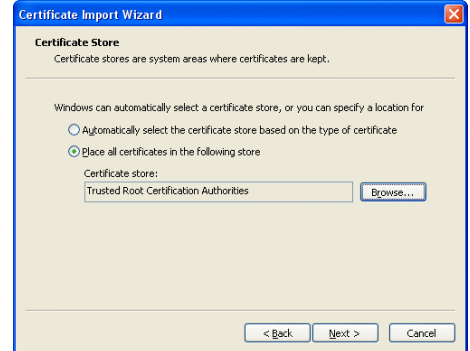 Certificate Import Wizard
Certificate Store
Certificate stores are system areas where certificates are kept.
Windows can automatically select a certificate store, or you can specify a location for
Automatically select the certificate store based on the type of certificate
Place all certificates in the following store
Certificate store:
Trusted Root Certification Authorities
Browse...
< Back
Next >
Cancel